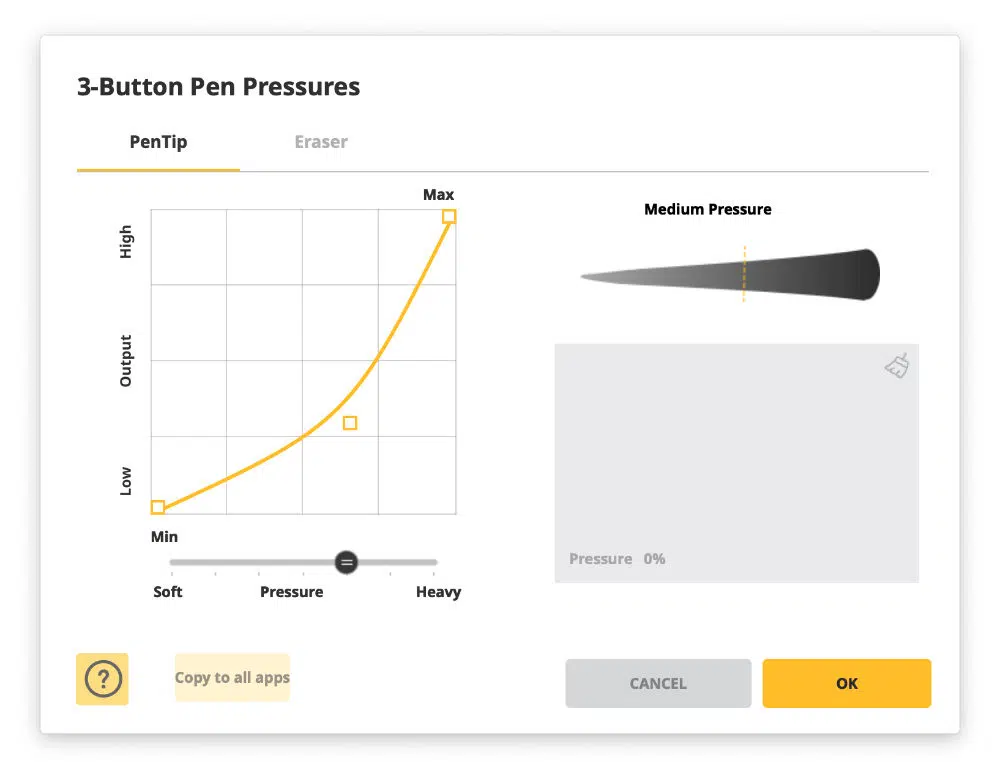 3-Button Pen Pressures
PenTip Eraser
Max
High
Output
Low
Min
Soft Pressure Heavy
Medium Pressure
Pressure 0%
?
Copy to all apps
CANCEL OK